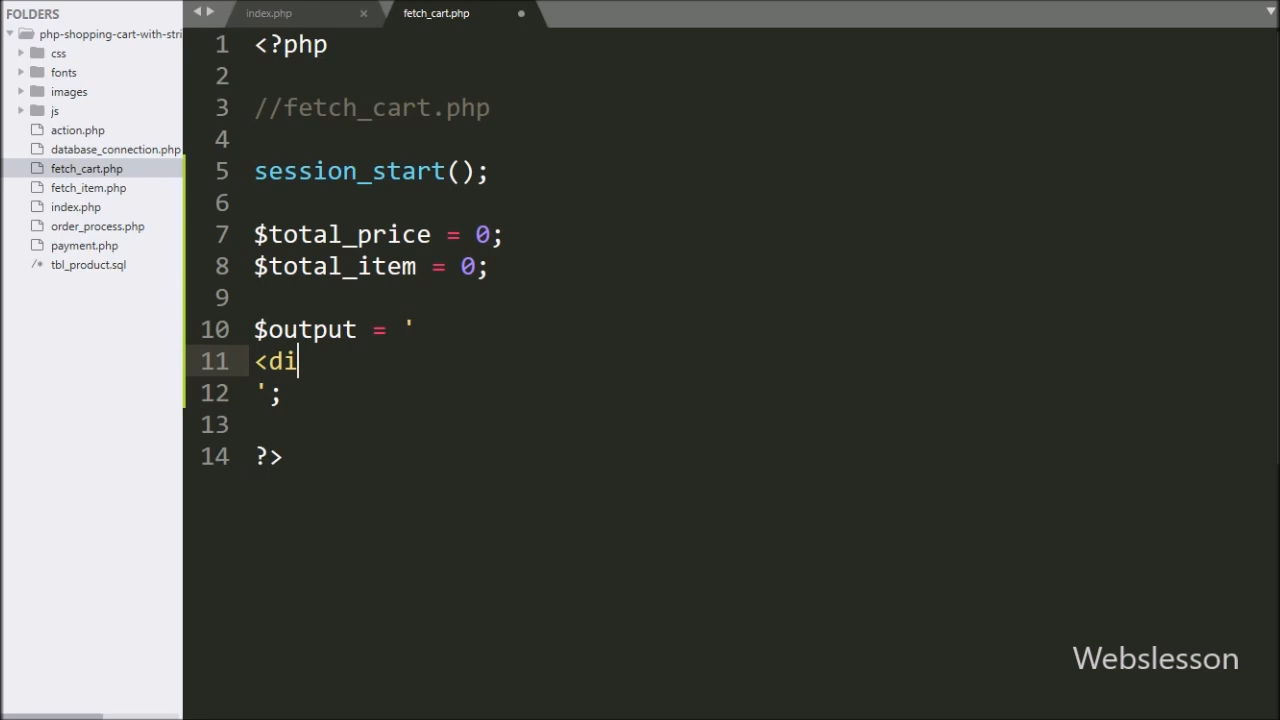 FOLDERS
php-shopping-cart-with-stri
css
fonts
images
js
action.php
database_connection.php
fetch_cart.php
fetch_item.php
index.php
order_process.php
payment.php
/* tbl_product.sql
index.php ×
fetch_cart.php
1 <?php
2
3 //fetch_cart.php
4
5 session_start();
6
7 $total_price = 0;
8 $total_item = 0;
9
10 $output = '
11 <di
12 ';
13
14 ?>
Webslesson